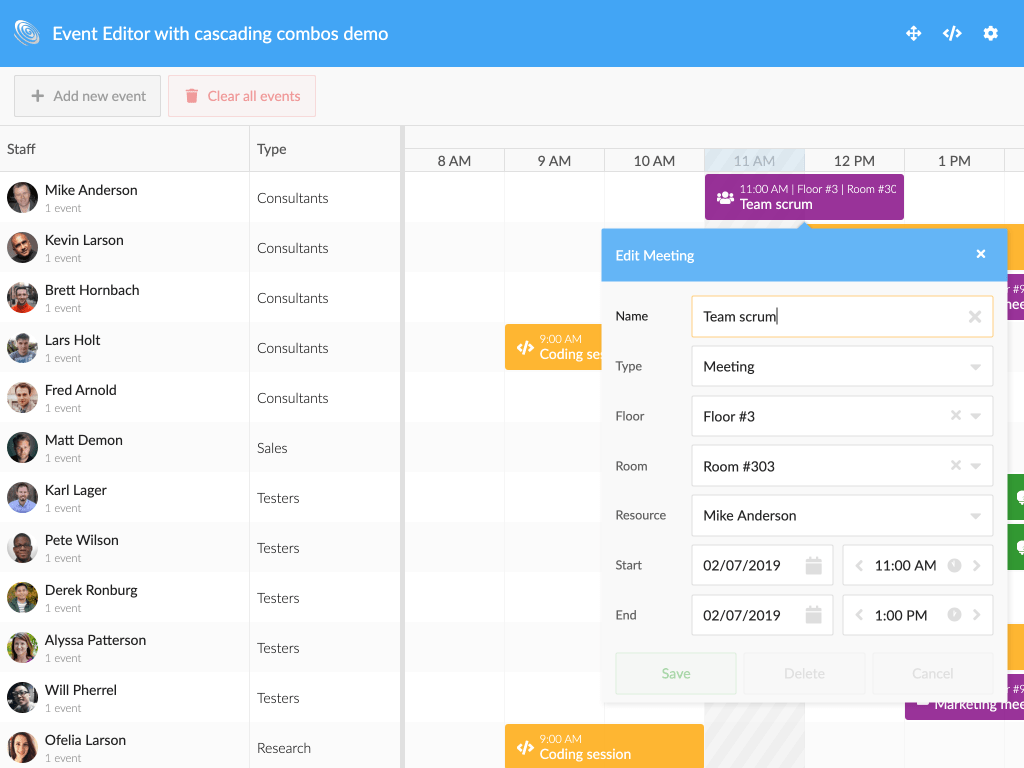 Event Editor with cascading combos demo
Add new event
Clear all events
Staff
Type
8 AM
9 AM
10 AM
11 AM
12 PM
1 PM
Mike Anderson
1 event
Consultants
11:00 AM | Floor #3 | Room #30
Team scrum
Kevin Larson
1 event
Consultants
Brett Hornbach
1 event
Consultants
Lars Holt
1 event
Consultants
9:00 AM
Coding se
Fred Arnold
1 event
Consultants
Matt Demon
1 event
Sales
Karl Lager
1 event
Testers
Pete Wilson
1 event
Testers
Derek Ronburg
1 event
Testers
Alyssa Patterson
1 event
Testers
Will Pherrel
1 event
Testers
Marketing mee
Ofelia Larson
1 event
Research
9:00 AM
Coding session
Edit Meeting
Name
Team scrum
Type
Meeting
Floor
Floor #3
Room
Room #303
Resource
Mike Anderson
Start
02/07/2019
11:00 AM
End
02/07/2019
1:00 PM
Save
Delete
Cancel